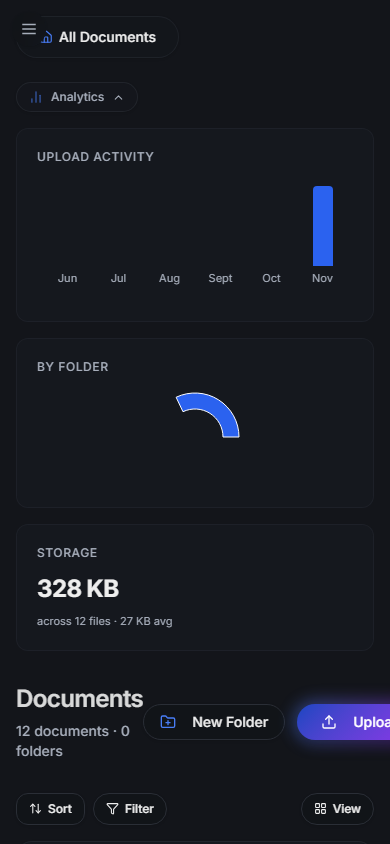 All Documents
Analytics
UPLOAD ACTIVITY
Jun Jul Aug Sept Oct Nov
BY FOLDER
STORAGE
328 KB
across 12 files · 27 KB avg
Documents
12 documents · 0
folders
New Folder
Uploa
Sort Filter View